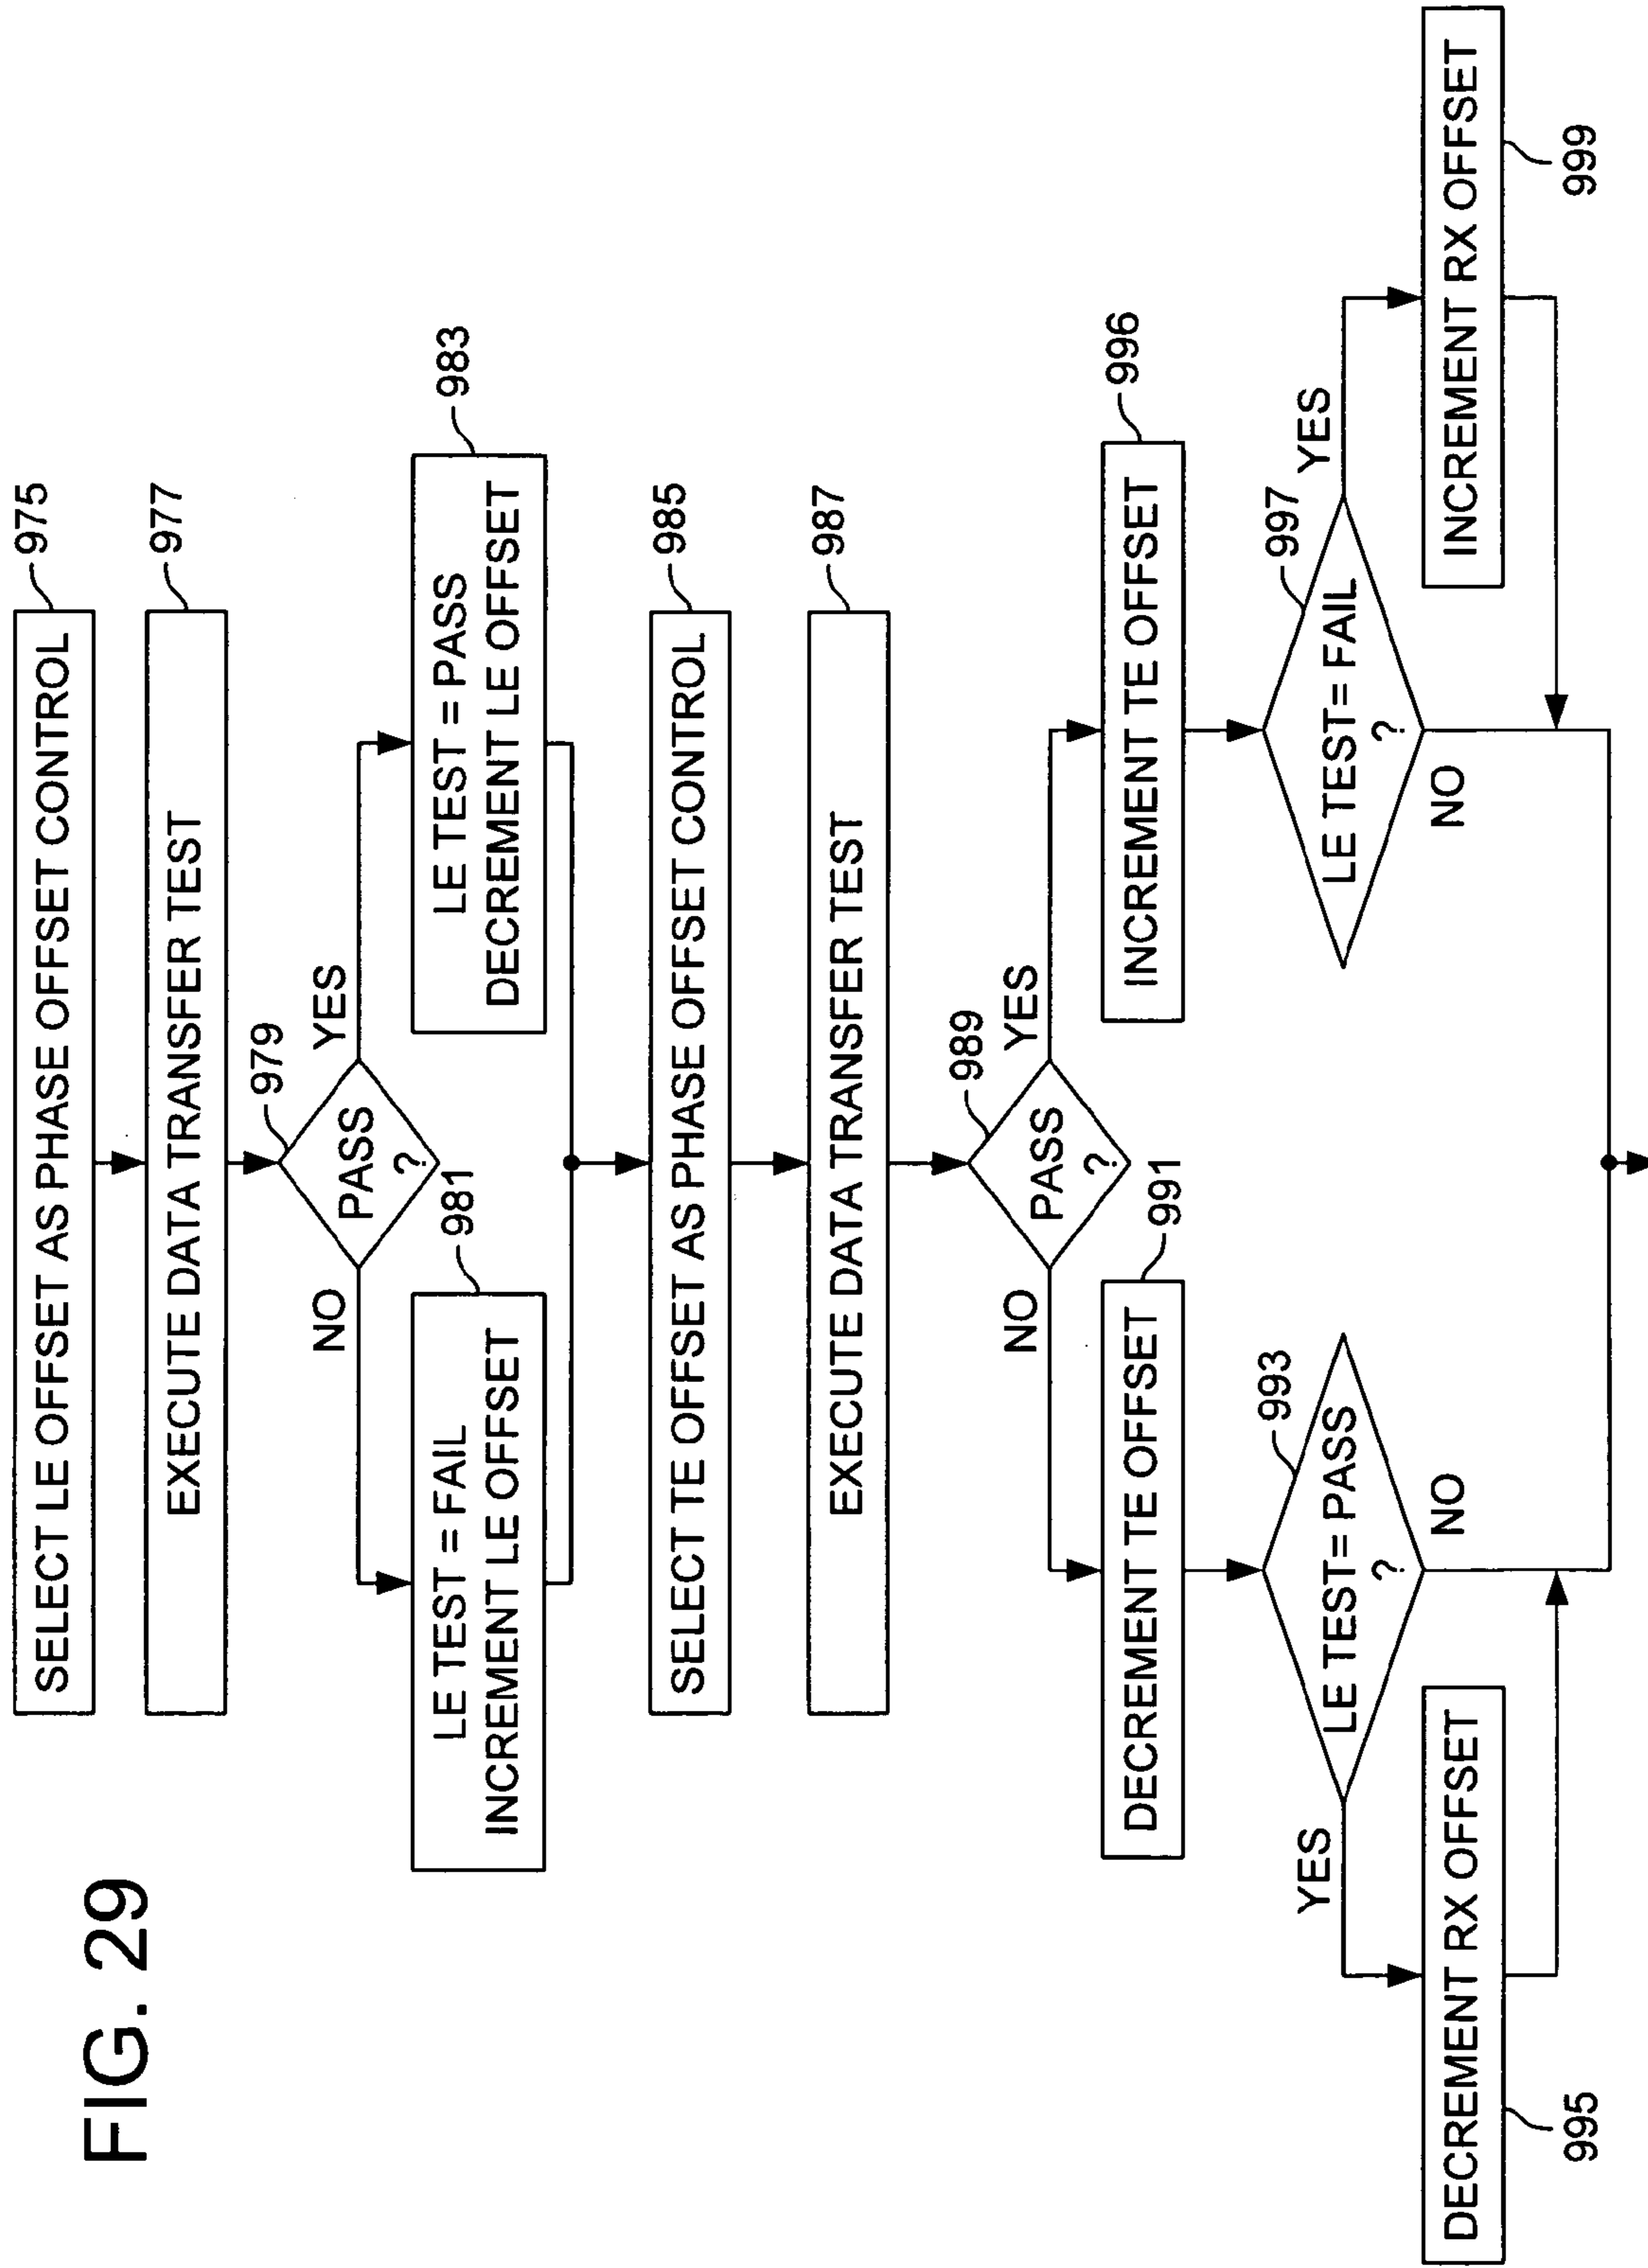 FIG. 29
SELECT LE OFFSET AS PHASE OFFSET CONTROL
975
EXECUTE DATA TRANSFER TEST
977
979
PASS
?
NO
YES
LE TEST = FAIL
INCREMENT LE OFFSET
981
LE TEST = PASS
DECREMENT LE OFFSET
983
SELECT TE OFFSET AS PHASE OFFSET CONTROL
985
EXECUTE DATA TRANSFER TEST
987
989
PASS
?
NO
YES
DECREMENT TE OFFSET
991
INCREMENT TE OFFSET
996
993
LE TEST= PASS
?
YES
NO
997
LE TEST= FAIL
?
YES
NO
DECREMENT RX OFFSET
995
INCREMENT RX OFFSET
999